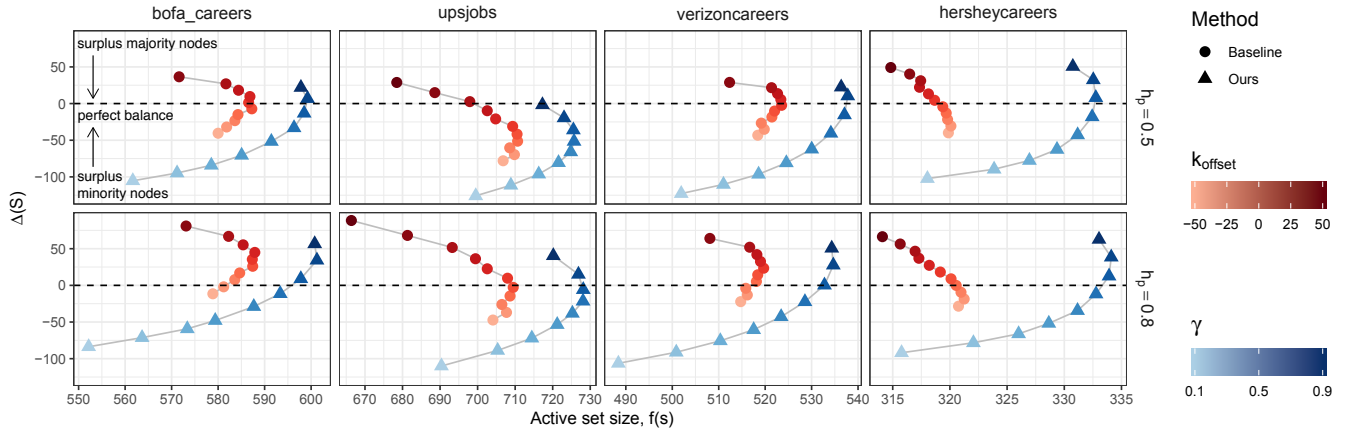 bofa_careers
upsjobs
verizoncareers
hersheycareers
surplus majority nodes
perfect balance
surplus
minority nodes
50
0
−50
−100
h_p = 0.5
50
0
−50
−100
h_p = 0.8
Δ(S)
550 560 570 580 590 600
670 680 690 700 710 720 730
490 500 510 520 530 540
315 320 325 330 335
Active set size, f(s)
Method
Baseline
Ours
k_offset
−50 −25 0 25 50
γ
0.1 0.5 0.9